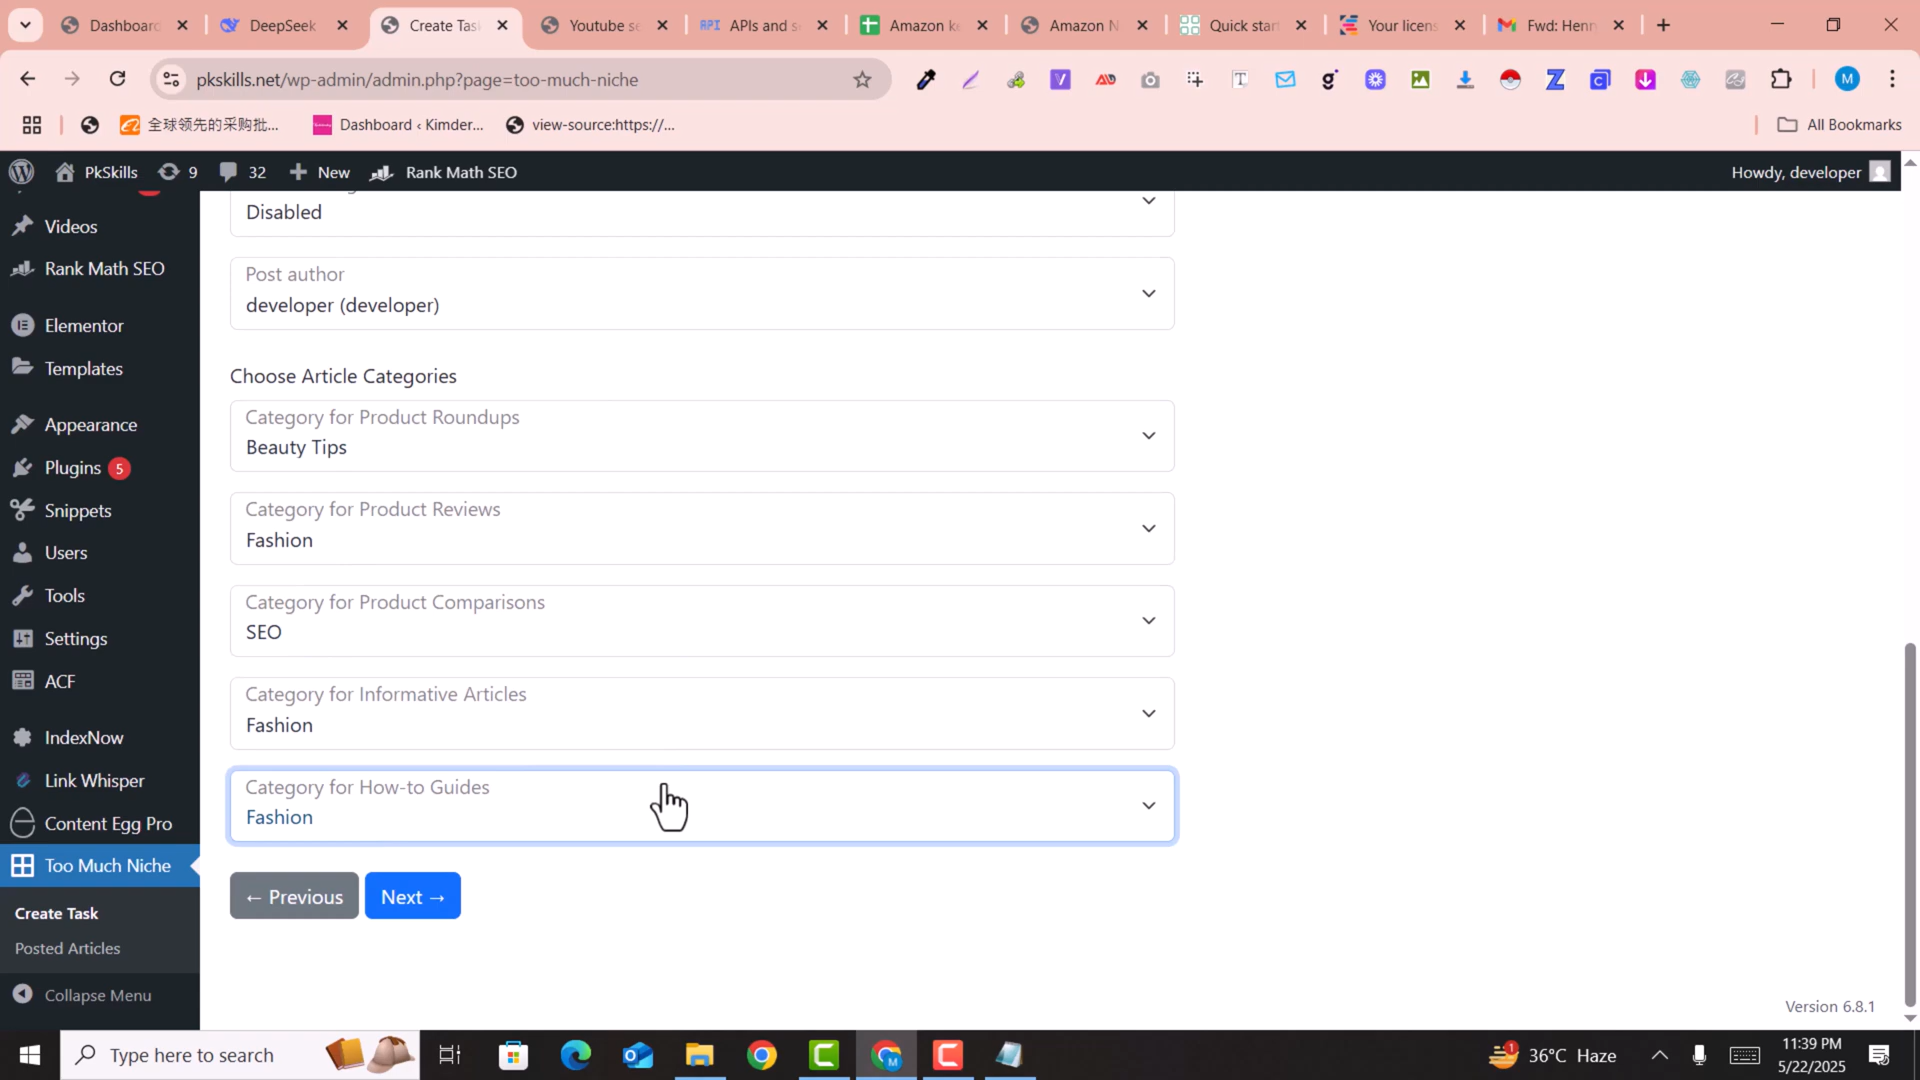 Dashboard
DeepSeek
Create Tas
Youtube se
APIs and s
Amazon ke
Amazon N
Quick start
Your licens
Fwd: Henr
pkskills.net/wp-admin/admin.php?page=too-much-niche
M
全球领先的采购批...
Dashboard ‹ Kimder...
view-source:https://...
All Bookmarks
PkSkills
9
32
New
Rank Math SEO
Howdy, developer
Videos
Rank Math SEO
Elementor
Templates
Appearance
Plugins 5
Snippets
Users
Tools
Settings
ACF
IndexNow
Link Whisper
Content Egg Pro
Too Much Niche
Create Task
Posted Articles
Collapse Menu
Disabled
Post author
developer (developer)
Choose Article Categories
Category for Product Roundups
Beauty Tips
Category for Product Reviews
Fashion
Category for Product Comparisons
SEO
Category for Informative Articles
Fashion
Category for How-to Guides
Fashion
← Previous
Next →
Version 6.8.1
Type here to search
36°C Haze
11:39 PM
5/22/2025